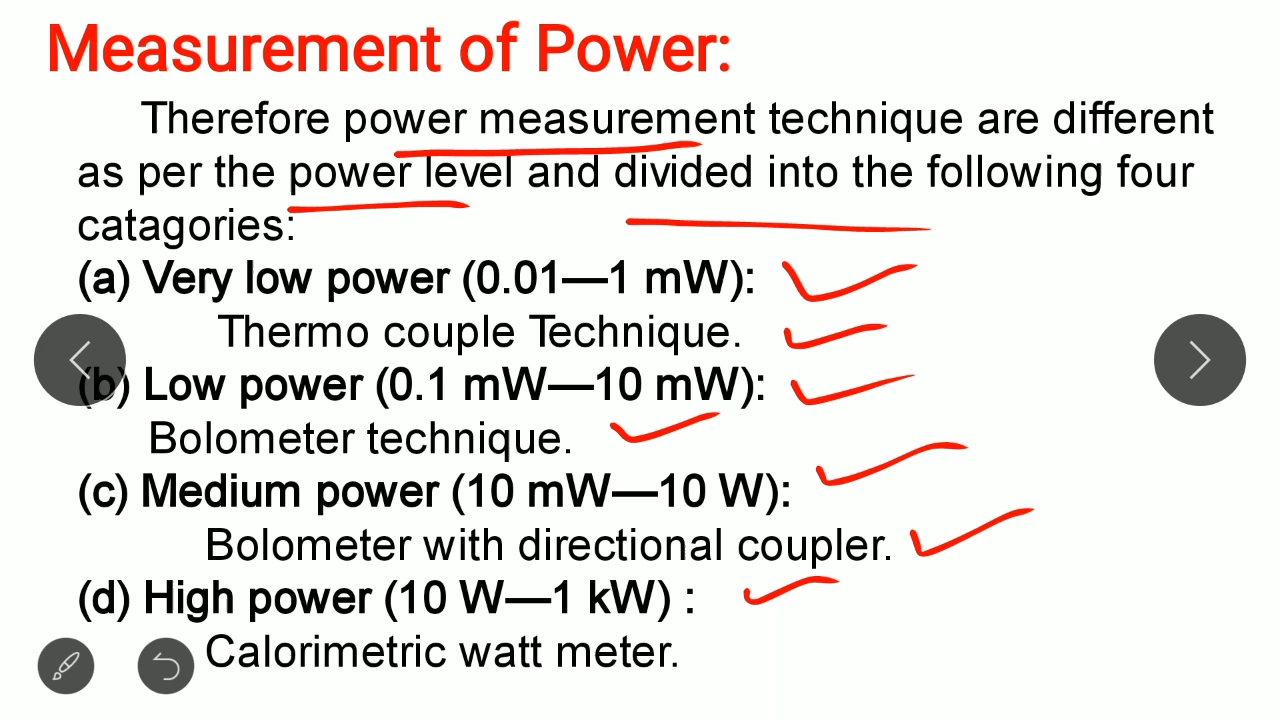 Measurement of Power:
Therefore power measurement technique are different
as per the power level and divided into the following four
catagories:
(a) Very low power (0.01—1 mW):
Thermo couple Technique.
(b) Low power (0.1 mW—10 mW):
Bolometer technique.
(c) Medium power (10 mW—10 W):
Bolometer with directional coupler.
(d) High power (10 W—1 kW) :
Calorimetric watt meter.